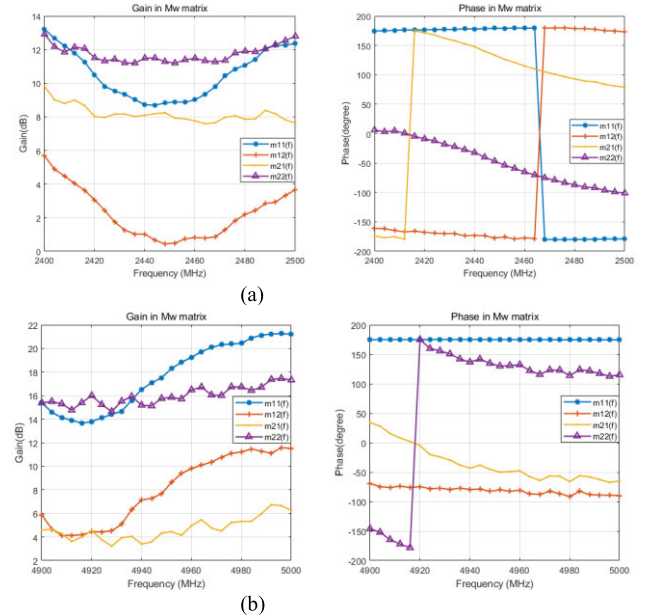 Gain in Mw matrix
14
12
10
8
6
4
2
0
Gain(dB)
m11(f)
m12(f)
m21(f)
m22(f)
2400 2420 2440 2460 2480 2500
Frequency (MHz)
Phase in Mw matrix
200
150
100
50
0
-50
-100
-150
-200
Phase(degree)
m11(f)
m12(f)
m21(f)
m22(f)
2400 2420 2440 2460 2480 2500
Frequency (MHz)
(a)
Gain in Mw matrix
22
20
18
16
14
12
10
8
6
4
2
Gain(dB)
m11(f)
m12(f)
m21(f)
m22(f)
4900 4920 4940 4960 4980 5000
Frequency (MHz)
Phase in Mw matrix
200
150
100
50
0
-50
-100
-150
-200
Phase(degree)
m11(f)
m12(f)
m21(f)
m22(f)
4900 4920 4940 4960 4980 5000
Frequency (MHz)
(b)